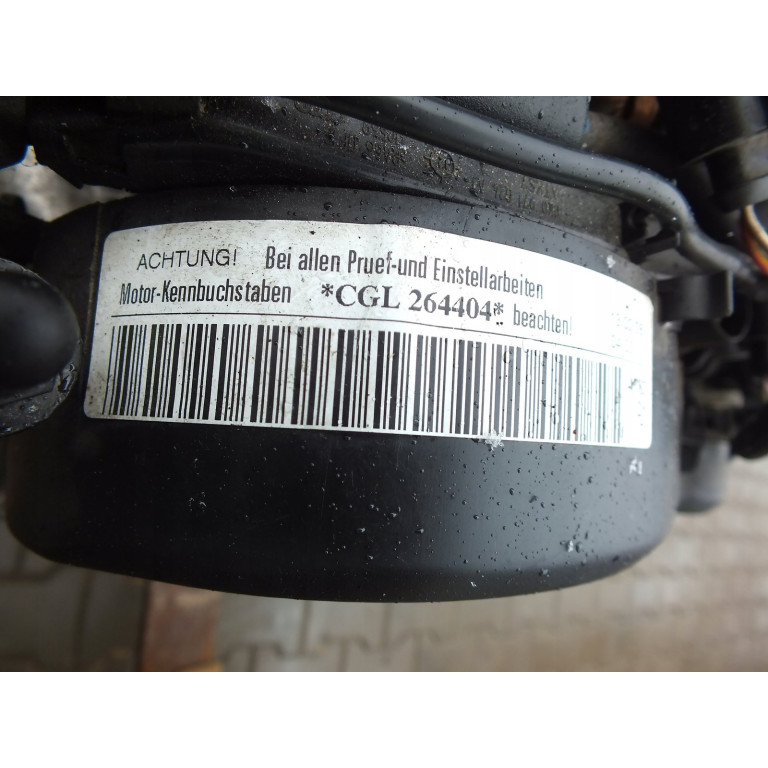 ACHTUNG! Bei allen Pruef-und Einstellarbeiten
Motor-Kennbuchstaben *CGL 264404* beachten!